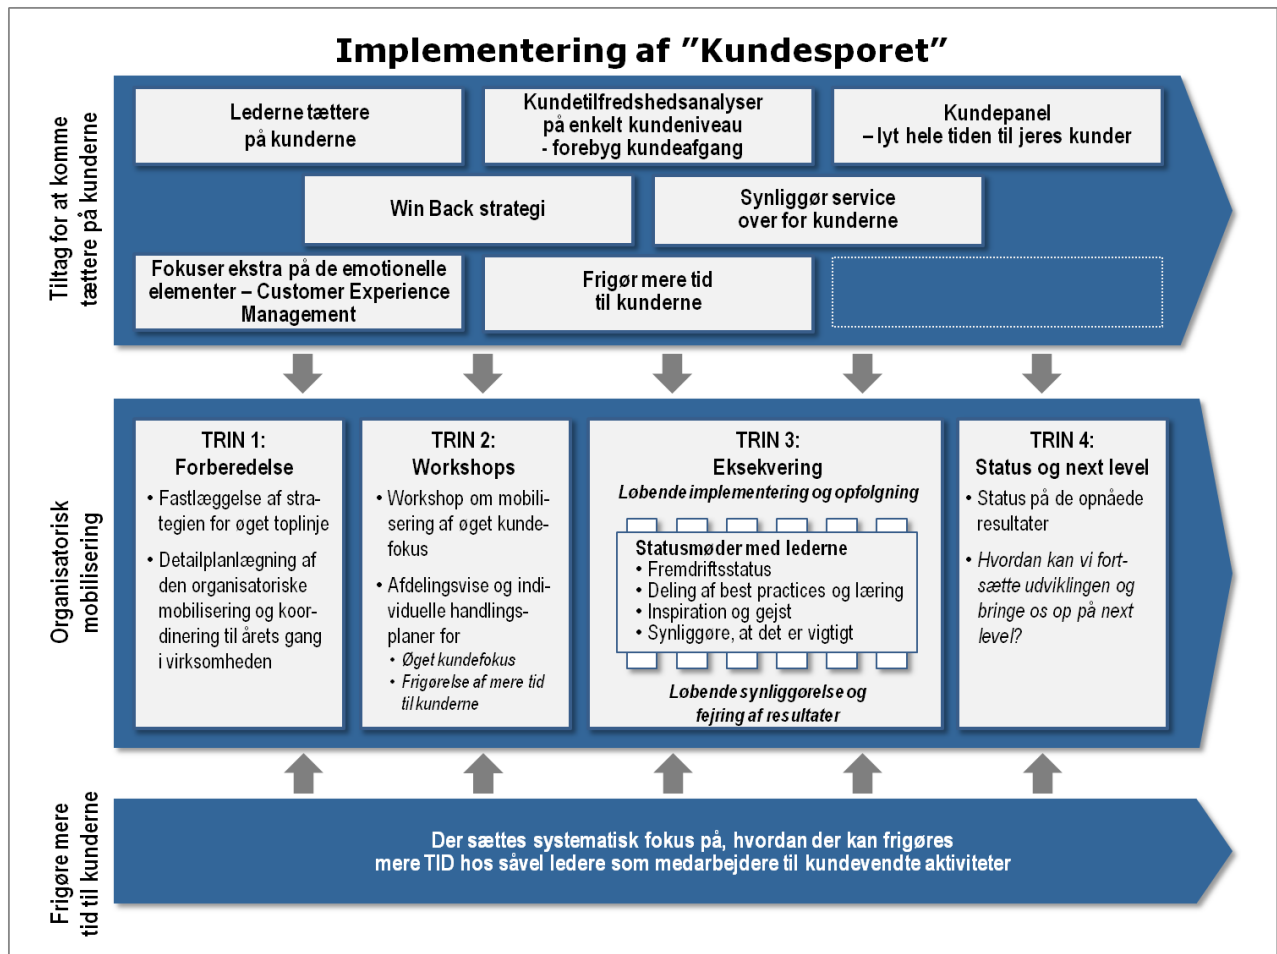 Implementering af ”Kundesporet”
Tiltag for at komme
tættere på kunderne
Lederne tættere
på kunderne
Kundetilfredshedsanalyser
på enkelt kundeniveau
- forebyg kundeafgang
Kundepanel
– lyt hele tiden til jeres kunder
Win Back strategi
Synliggør service
over for kunderne
Fokuser ekstra på de emotionelle
elementer – Customer Experience
Management
Frigør mere tid
til kunderne
Organisatorisk
mobilisering
TRIN 1:
Forberedelse
• Fastlæggelse af stra-
tegien for øget toplinje
• Detailplanlægning af
den organisatoriske
mobilisering og koor-
dinering til årets gang
i virksomheden
TRIN 2:
Workshops
• Workshop om mobili-
sering af øget kunde-
fokus
• Afdelingsvise og indi-
viduelle handlings-
planer for
• Øget kundefokus
• Frigørelse af mere tid
til kunderne
TRIN 3:
Eksekvering
Løbende implementering og opfølgning
Statusmøder med lederne
• Fremdriftsstatus
• Deling af best practices og læring
• Inspiration og gejst
• Synliggøre, at det er vigtigt
Løbende synliggorelse og
fejring af resultater
TRIN 4:
Status og next level
• Status på de opnåede
resultater
• Hvordan kan vi fort-
sætte udviklingen og
bringe os op på next
level?
Frigøre mere
tid til kunderne
Der sættes systematisk fokus på, hvordan der kan frigøres
mere TID hos såvel ledere som medarbejdere til kundevendte aktiviteter